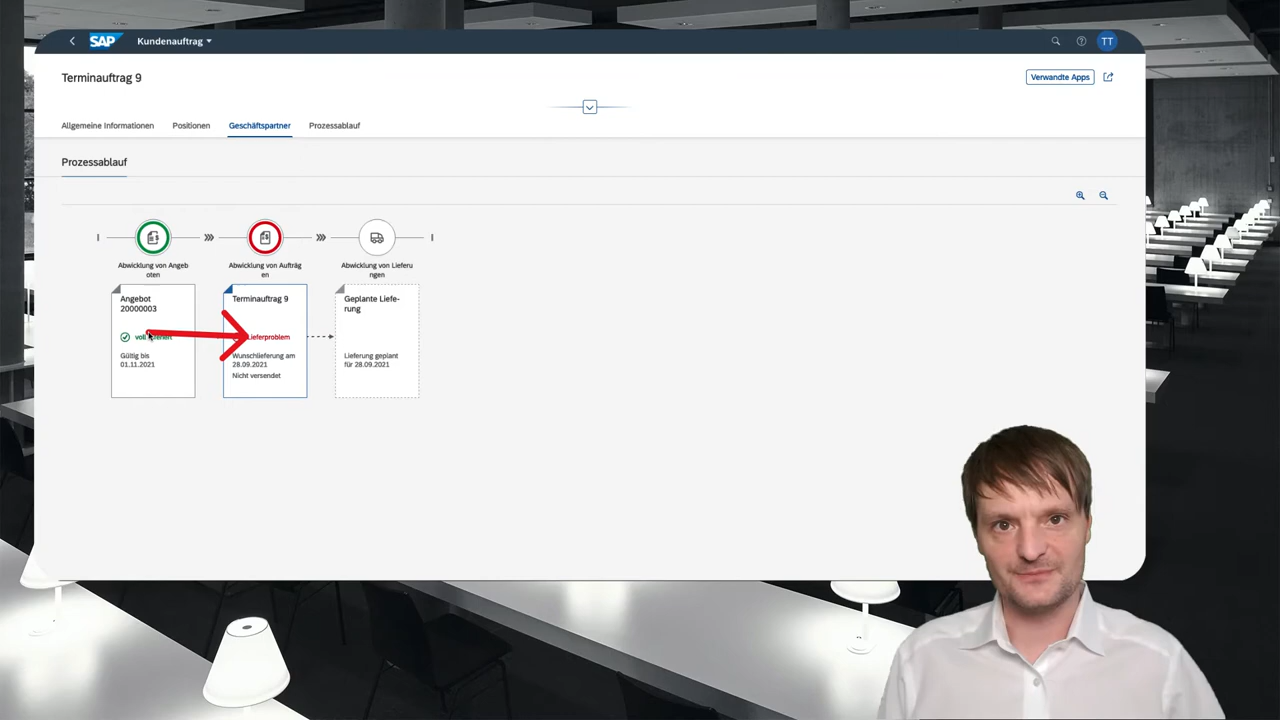 SAP Kundenauftrag TT
Terminauftrag 9
Verwandte Apps
Allgemeine Informationen Positionen Geschäftspartner Prozessablauf
Prozessablauf
Abwicklung von Angeb
oten
Abwicklung von Aufträg
en
Abwicklung von Lieferu
ngen
Angebot
20000003
Gültig bis
01.11.2021
Terminauftrag 9
Lieferproblem
Wunschlieferung am
28.09.2021
Nicht versendet
Geplante Liefe-
rung
Lieferung geplant
für 28.09.2021